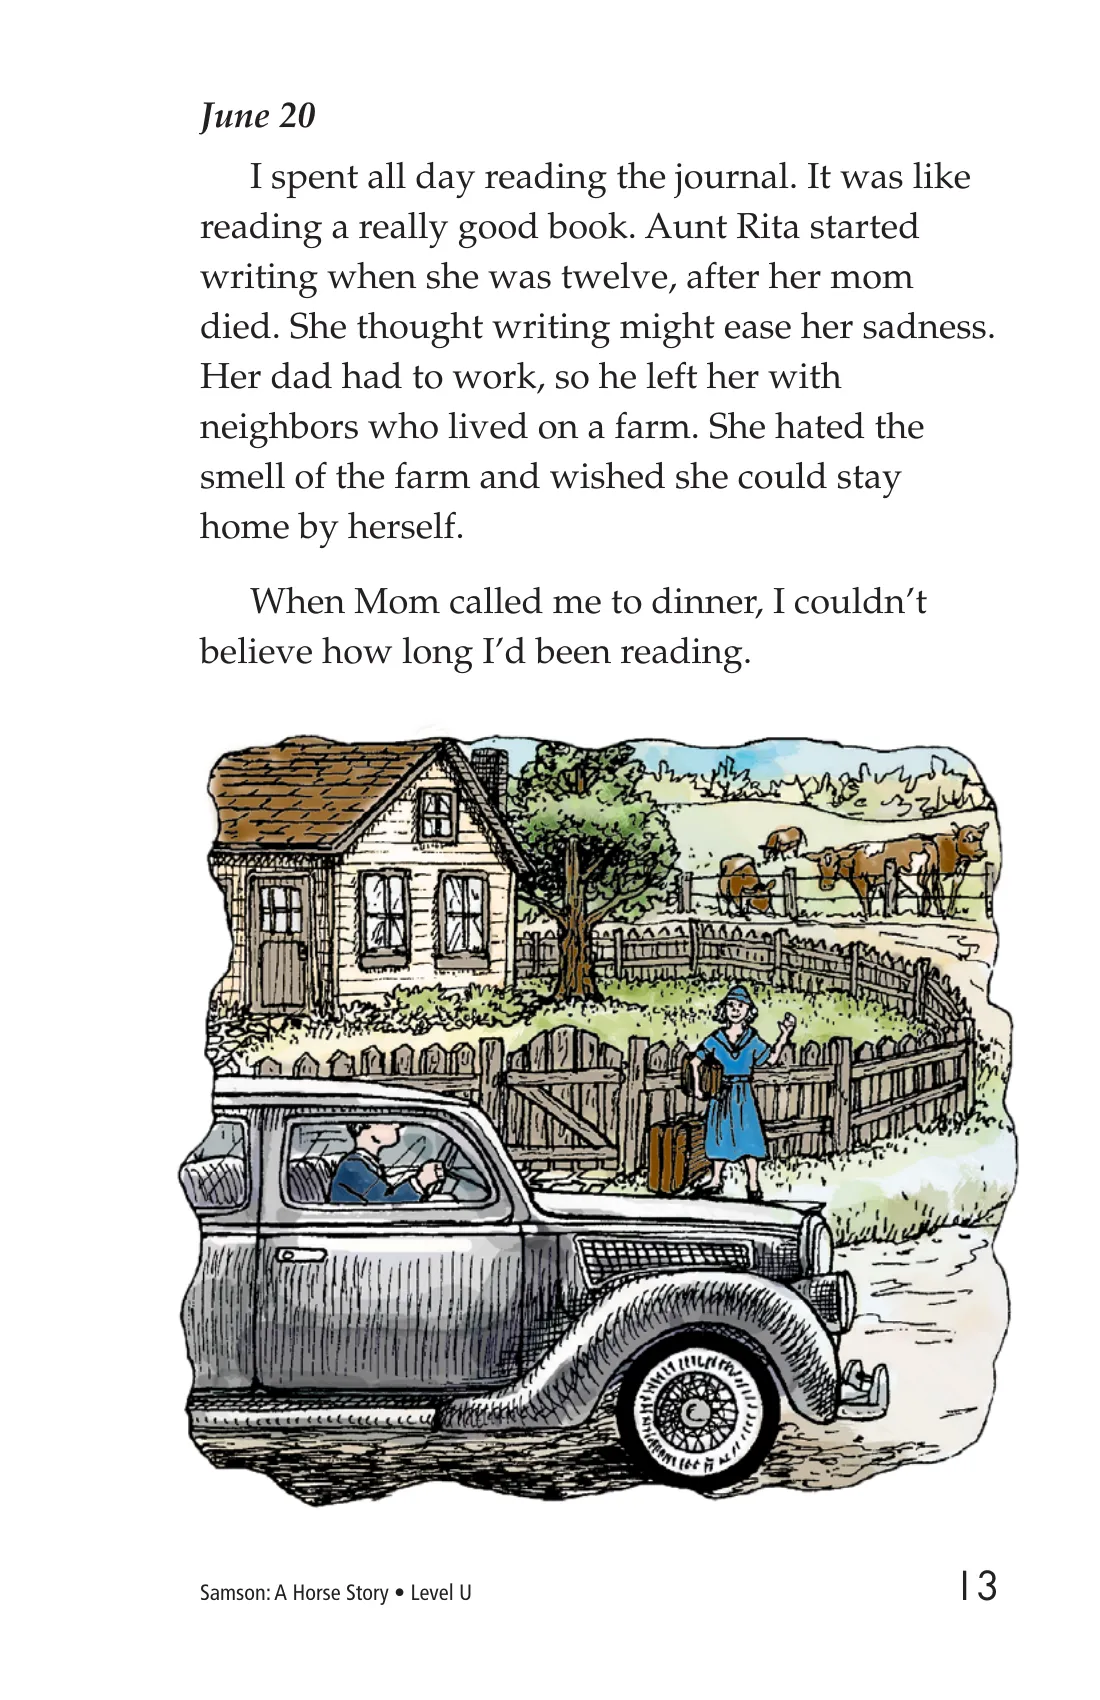 June 20
I spent all day reading the journal. It was like
reading a really good book. Aunt Rita started
writing when she was twelve, after her mom
died. She thought writing might ease her sadness.
Her dad had to work, so he left her with
neighbors who lived on a farm. She hated the
smell of the farm and wished she could stay
home by herself.
When Mom called me to dinner, I couldn’t
believe how long I’d been reading.
Samson: A Horse Story • Level U
13